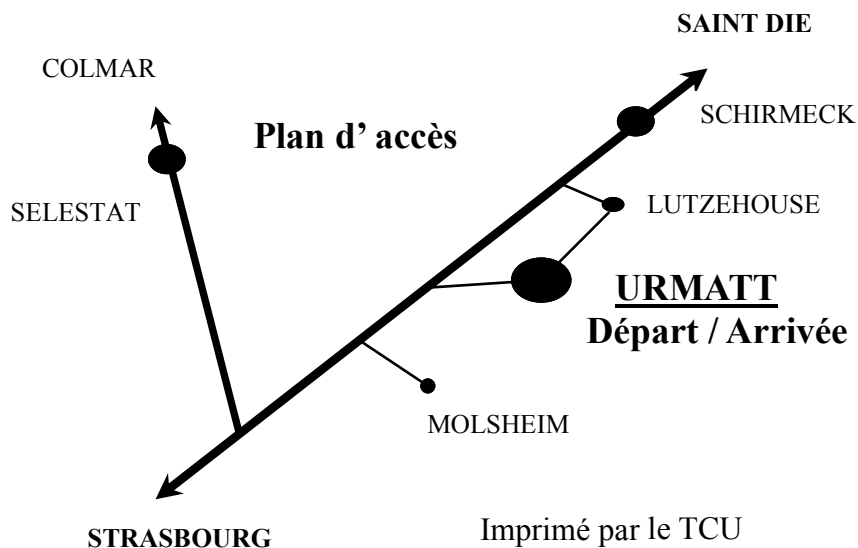 SAINT DIE
COLMAR
Plan d’ accès
SCHIRMECK
SELESTAT
LUTZEHOUSE
URMATT
Départ / Arrivée
MOLSHEIM
STRASBOURG
Imprimé par le TCU